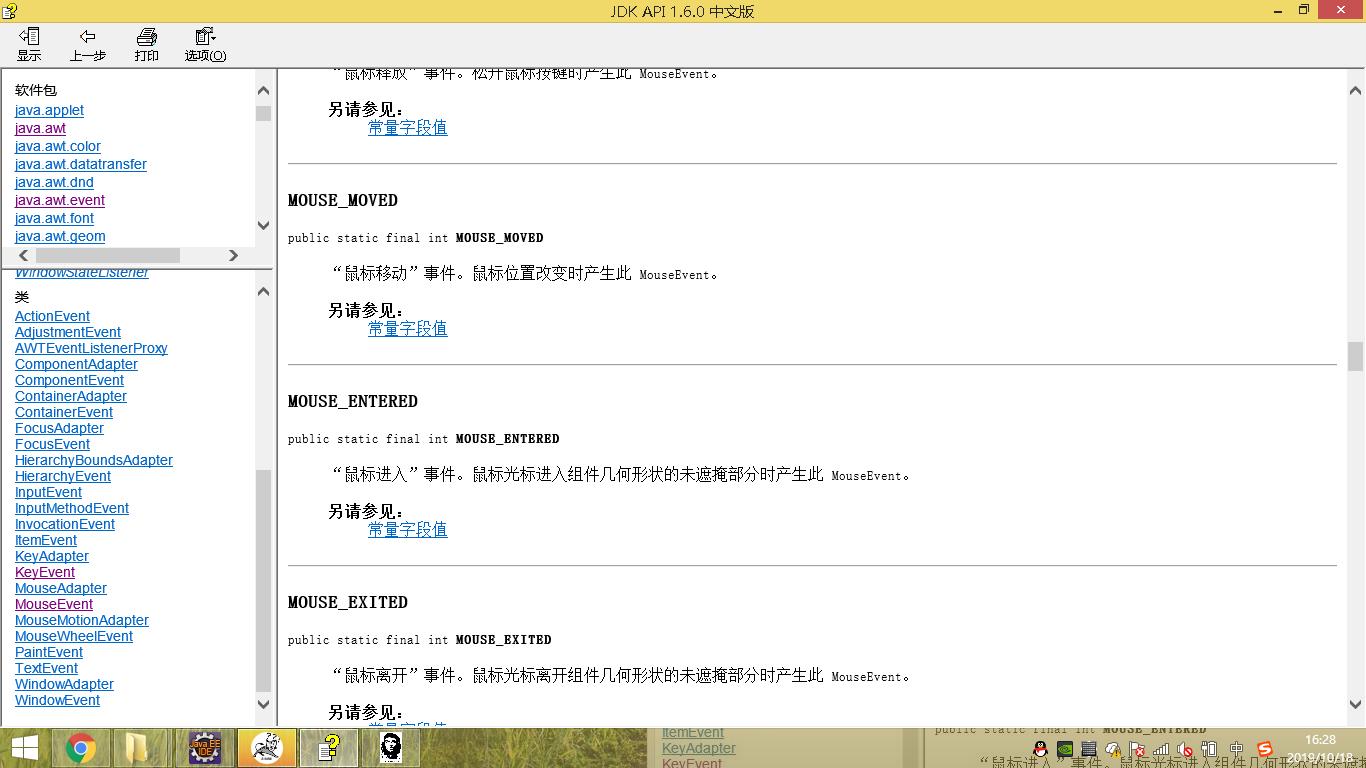 JDK API 1.6.0 中文版
显示
上一步
打印
选项(O)
软件包
java.applet
java.awt
java.awt.color
java.awt.datatransfer
java.awt.dnd
java.awt.event
java.awt.font
java.awt.geom
WindowStateListener
类
ActionEvent
AdjustmentEvent
AWTEventListenerProxy
ComponentAdapter
ComponentEvent
ContainerAdapter
ContainerEvent
FocusAdapter
FocusEvent
HierarchyBoundsAdapter
HierarchyEvent
InputEvent
InputMethodEvent
InvocationEvent
ItemEvent
KeyAdapter
KeyEvent
MouseAdapter
MouseEvent
MouseMotionAdapter
MouseWheelEvent
PaintEvent
TextEvent
WindowAdapter
WindowEvent
“鼠标释放”事件。松开鼠标按键时产生此 MouseEvent。
另请参见：
常量字段值
MOUSE_MOVED
public static final int MOUSE_MOVED
“鼠标移动”事件。鼠标位置改变时产生此 MouseEvent。
另请参见：
常量字段值
MOUSE_ENTERED
public static final int MOUSE_ENTERED
“鼠标进入”事件。鼠标光标进入组件几何形状的未遮掩部分时产生此 MouseEvent。
另请参见：
常量字段值
MOUSE_EXITED
public static final int MOUSE_EXITED
“鼠标离开”事件。鼠标光标离开组件几何形状的未遮掩部分时产生此 MouseEvent。
另请参见：
常量字段值
Java EE
IDE
ItemEvent
KeyAdapter
KeyEvent
public static final int MOUSE_ENTERED
“鼠标进入”事件。鼠标光标进入组件几何形状的未遮掩
中
16:28
2019/10/18